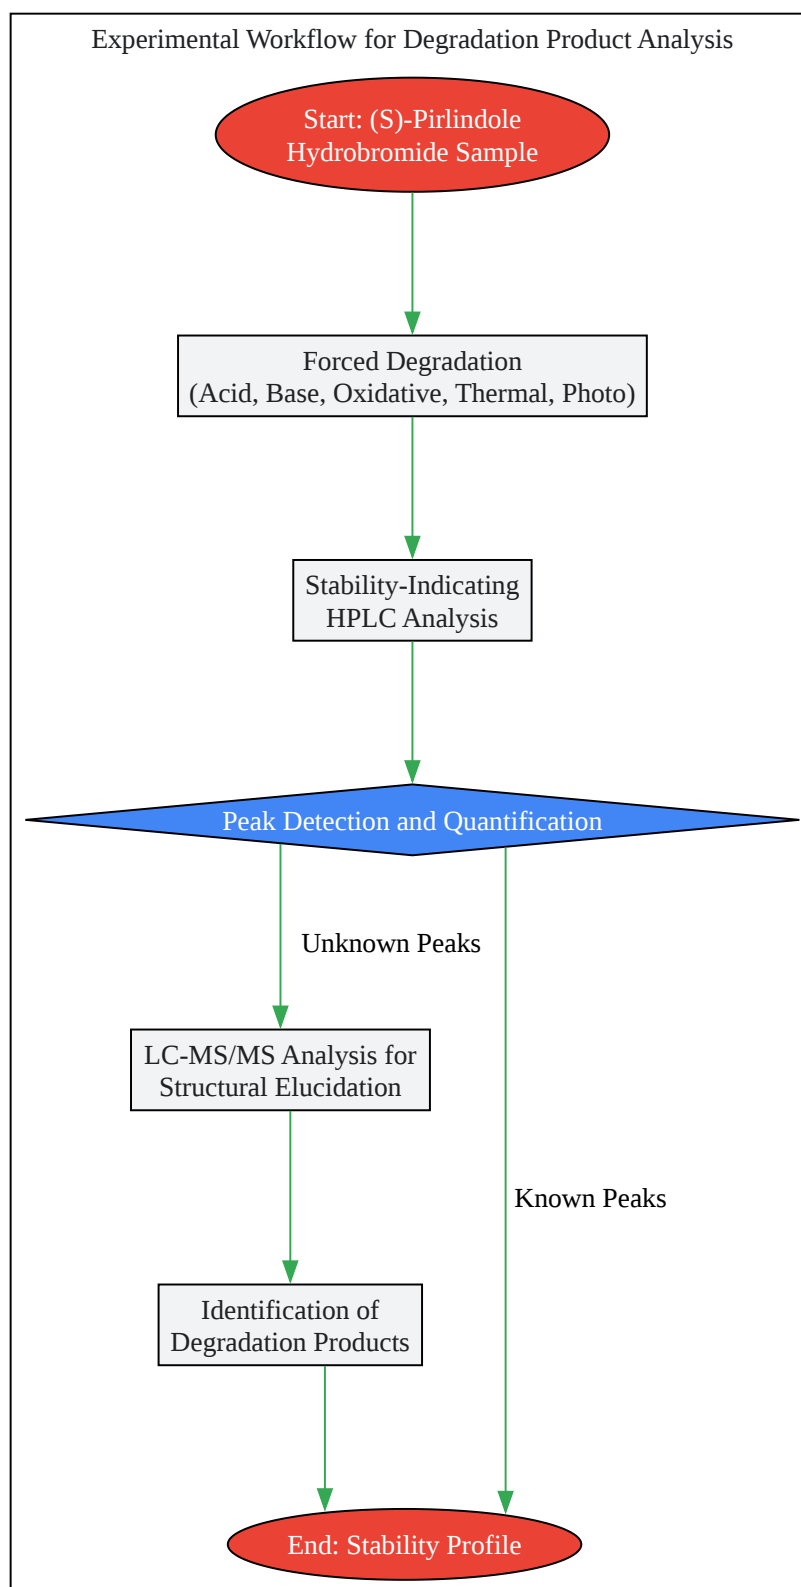 Experimental Workflow for Degradation Product Analysis
Start: (S)-Pirlindole
Hydrobromide Sample
Forced Degradation
(Acid, Base, Oxidative, Thermal, Photo)
Stability-Indicating
HPLC Analysis
Peak Detection and Quantification
Unknown Peaks
LC-MS/MS Analysis for
Structural Elucidation
Known Peaks
Identification of
Degradation Products
End: Stability Profile